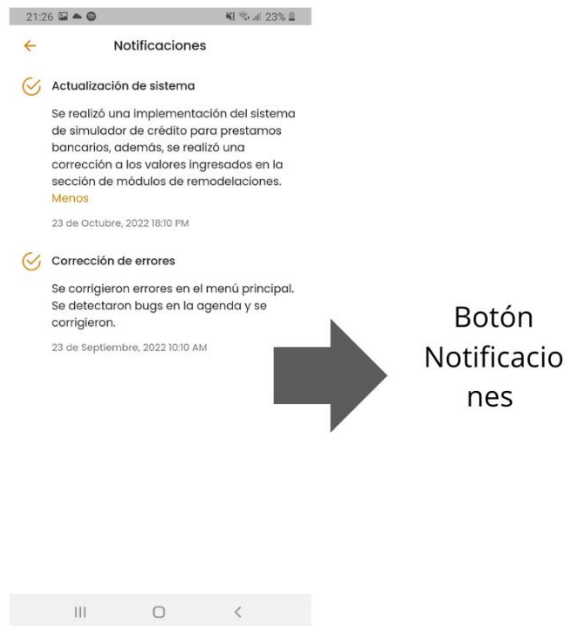 21:26 23%
Notificaciones
Actualización de sistema
Se realizó una implementación del sistema
de simulador de crédito para prestamos
bancarios, además, se realizó una
corrección a los valores ingresados en la
sección de módulos de remodelaciones.
Menos
23 de Octubre, 2022 18:10 PM
Corrección de errores
Se corrigieron errores en el menú principal.
Se detectaron bugs en la agenda y se
corrigieron.
23 de Septiembre, 2022 10:10 AM
Botón
Notificacio
nes